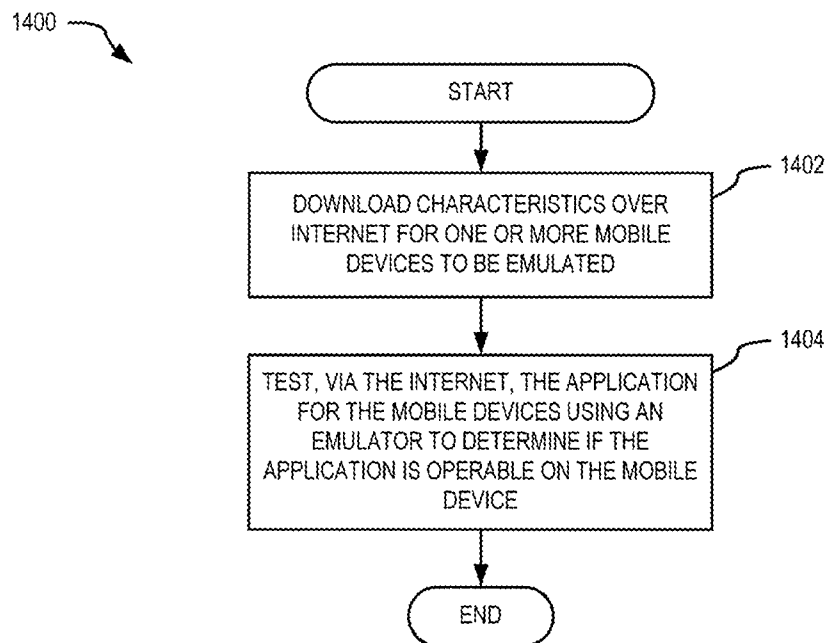 1400
START
1402
DOWNLOAD CHARACTERISTICS OVER
INTERNET FOR ONE OR MORE MOBILE
DEVICES TO BE EMULATED
1404
TEST, VIA THE INTERNET, THE APPLICATION
FOR THE MOBILE DEVICES USING AN
EMULATOR TO DETERMINE IF THE
APPLICATION IS OPERABLE ON THE MOBILE
DEVICE
END